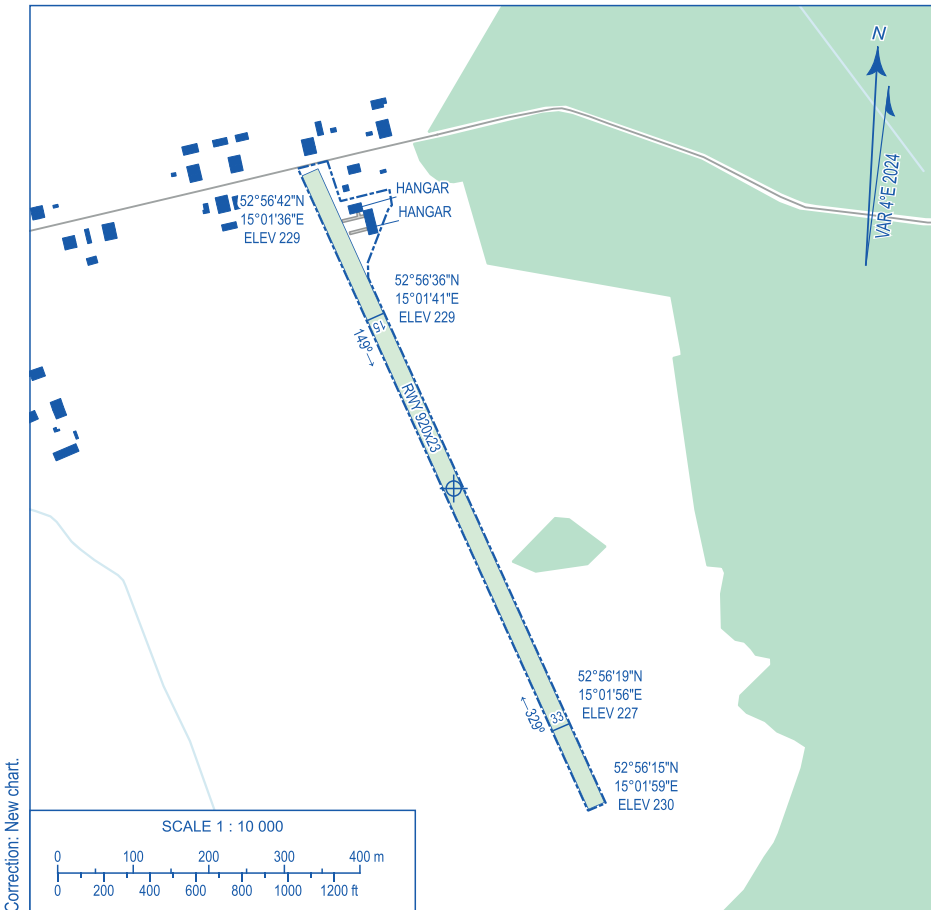 N
VAR 4°E 2024
HANGAR
HANGAR
52°56'42"N
15°01'36"E
ELEV 229
52°56'36"N
15°01'41"E
ELEV 229
15
149º →
RWY 920x23
52°56'19"N
15°01'56"E
ELEV 227
33
←329º
52°56'15"N
15°01'59"E
ELEV 230
SCALE 1 : 10 000
0 100 200 300 400 m
0 200 400 600 800 1000 1200 ft
Correction: New chart.